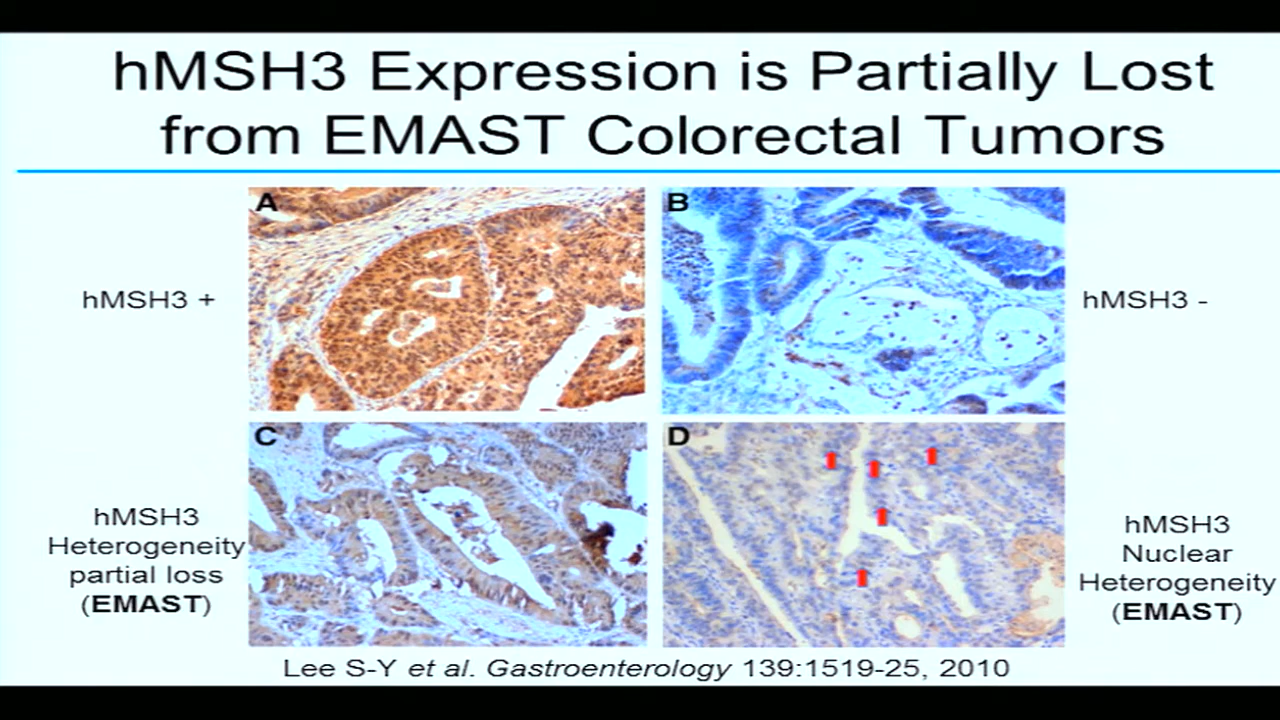 hMSH3 Expression is Partially Lost
from EMAST Colorectal Tumors
A
B
hMSH3 +
hMSH3 -
C
D
hMSH3
Heterogeneity
partial loss
(EMAST)
hMSH3
Nuclear
Heterogeneity
(EMAST)
Lee S-Y et al. Gastroenterology 139:1519-25, 2010